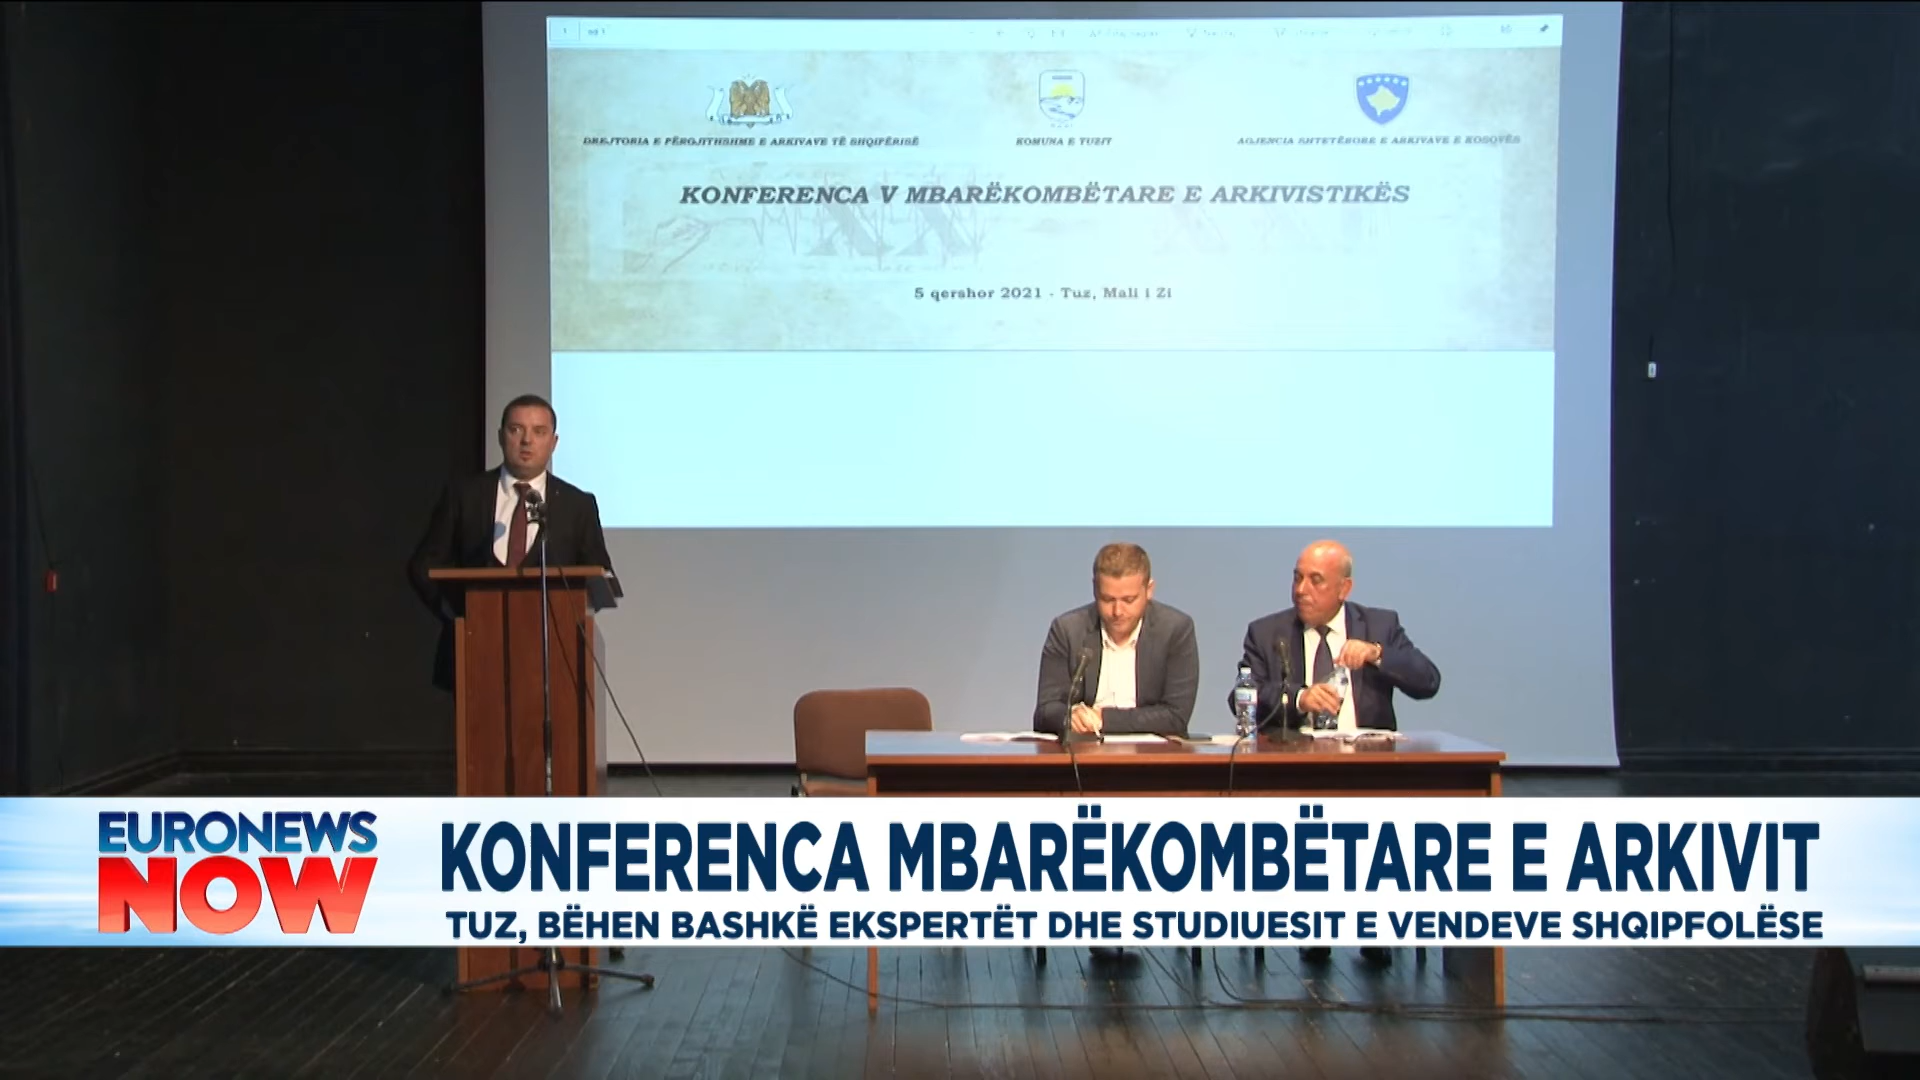 DREJTORIA E PËRGJITHSHME E ARKIVAVE TË SHQIPËRISË
KOMUNA E TUZIT
AGJENCIA SHTETËRORE E ARKIVAVE E KOSOVËS
KONFERENCA V MBARËKOMBËTARE E ARKIVISTIKËS
5 qershor 2021 - Tuz, Mali i Zi
EURONEWS
NOW
KONFERENCA MBARËKOMBËTARE E ARKIVIT
TUZ, BËHEN BASHKË EKSPERTËT DHE STUDIUESIT E VENDEVE SHQIPFOLËSE